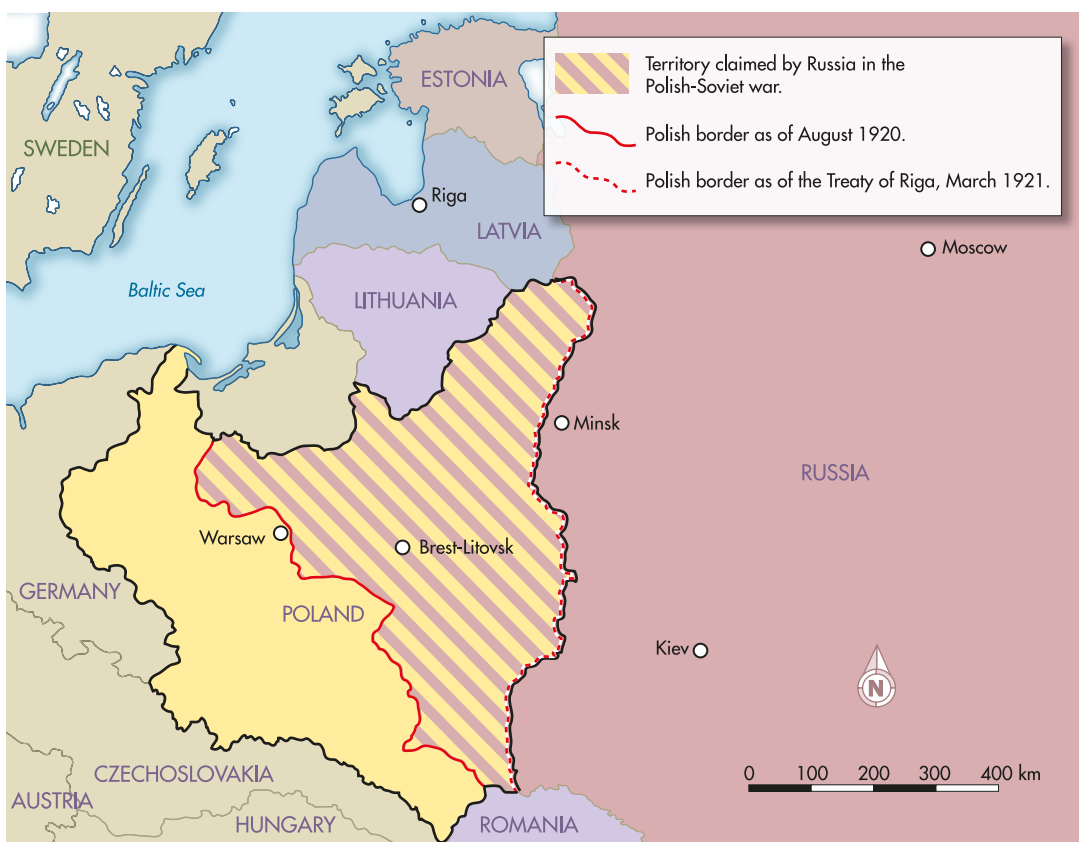 Territory claimed by Russia in the
Polish-Soviet war.
Polish border as of August 1920.
Polish border as of the Treaty of Riga, March 1921.
ESTONIA
SWEDEN
Riga
LATVIA
Moscow
Baltic Sea
LITHUANIA
Minsk
RUSSIA
Warsaw
Brest-Litovsk
GERMANY
POLAND
Kiev
N
CZECHOSLOVAKIA
0 100 200 300 400 km
AUSTRIA
HUNGARY
ROMANIA